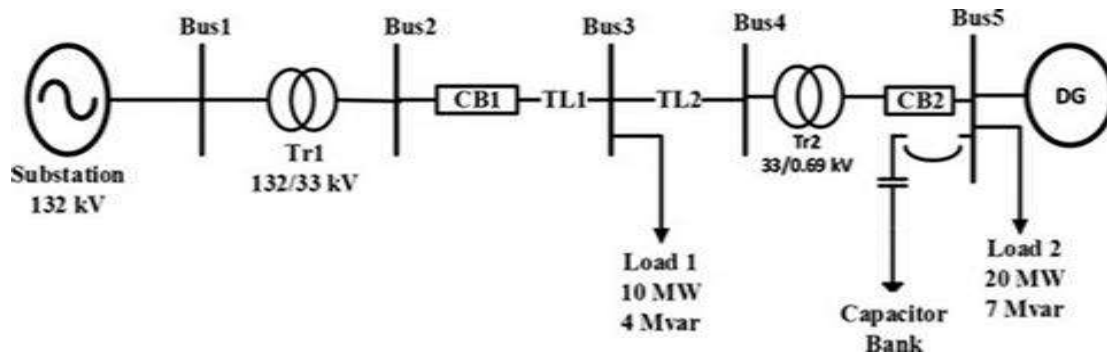 Bus1
Bus2
Bus3
Bus4
Bus5
CB1
TL1
TL2
CB2
DG
Tr1
132/33 kV
Tr2
33/0.69 kV
Substation
132 kV
Load 1
10 MW
4 Mvar
Capacitor
Bank
Load 2
20 MW
7 Mvar